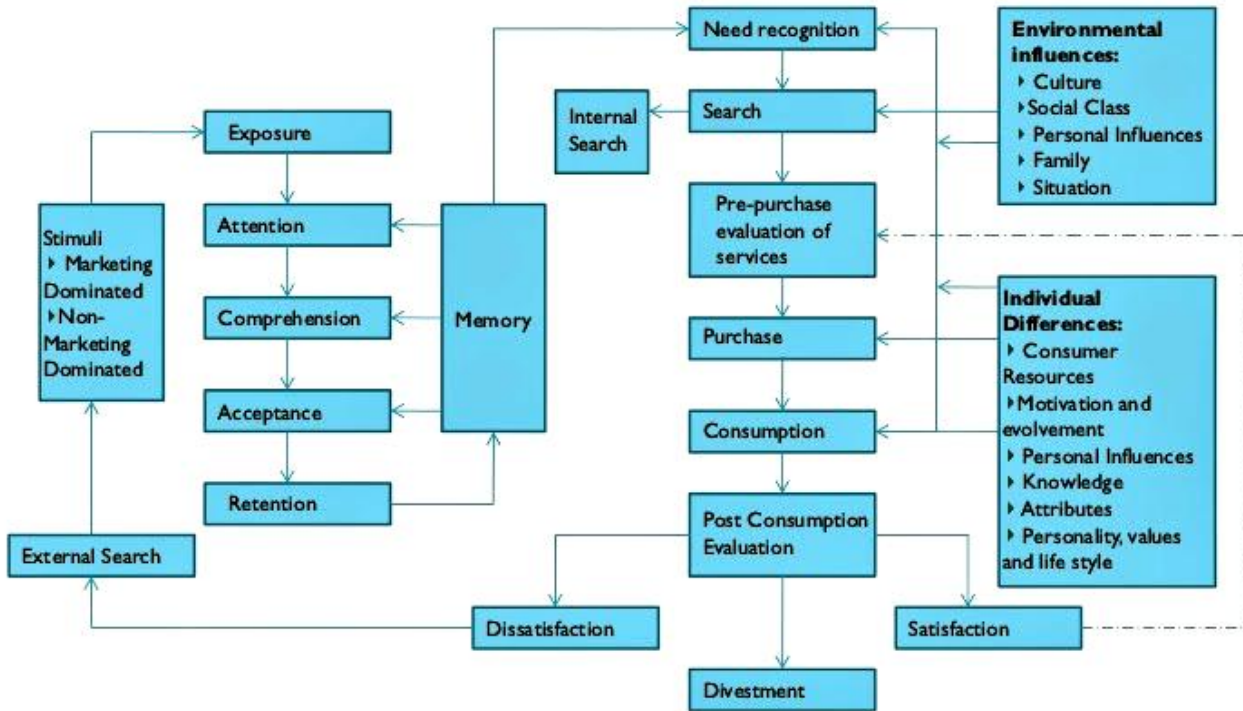 Need recognition
Search
Internal
Search
Pre-purchase
evaluation of
services
Purchase
Consumption
Post Consumption
Evaluation
Dissatisfaction
Satisfaction
Divestment
Exposure
Attention
Comprehension
Acceptance
Retention
Memory
Stimuli
Marketing
Dominated
Non-
Marketing
Dominated
External Search
Environmental
influences:
Culture
Social Class
Personal Influences
Family
Situation
Individual
Differences:
Consumer
Resources
Motivation and
evolvement
Personal Influences
Knowledge
Attributes
Personality, values
and life style